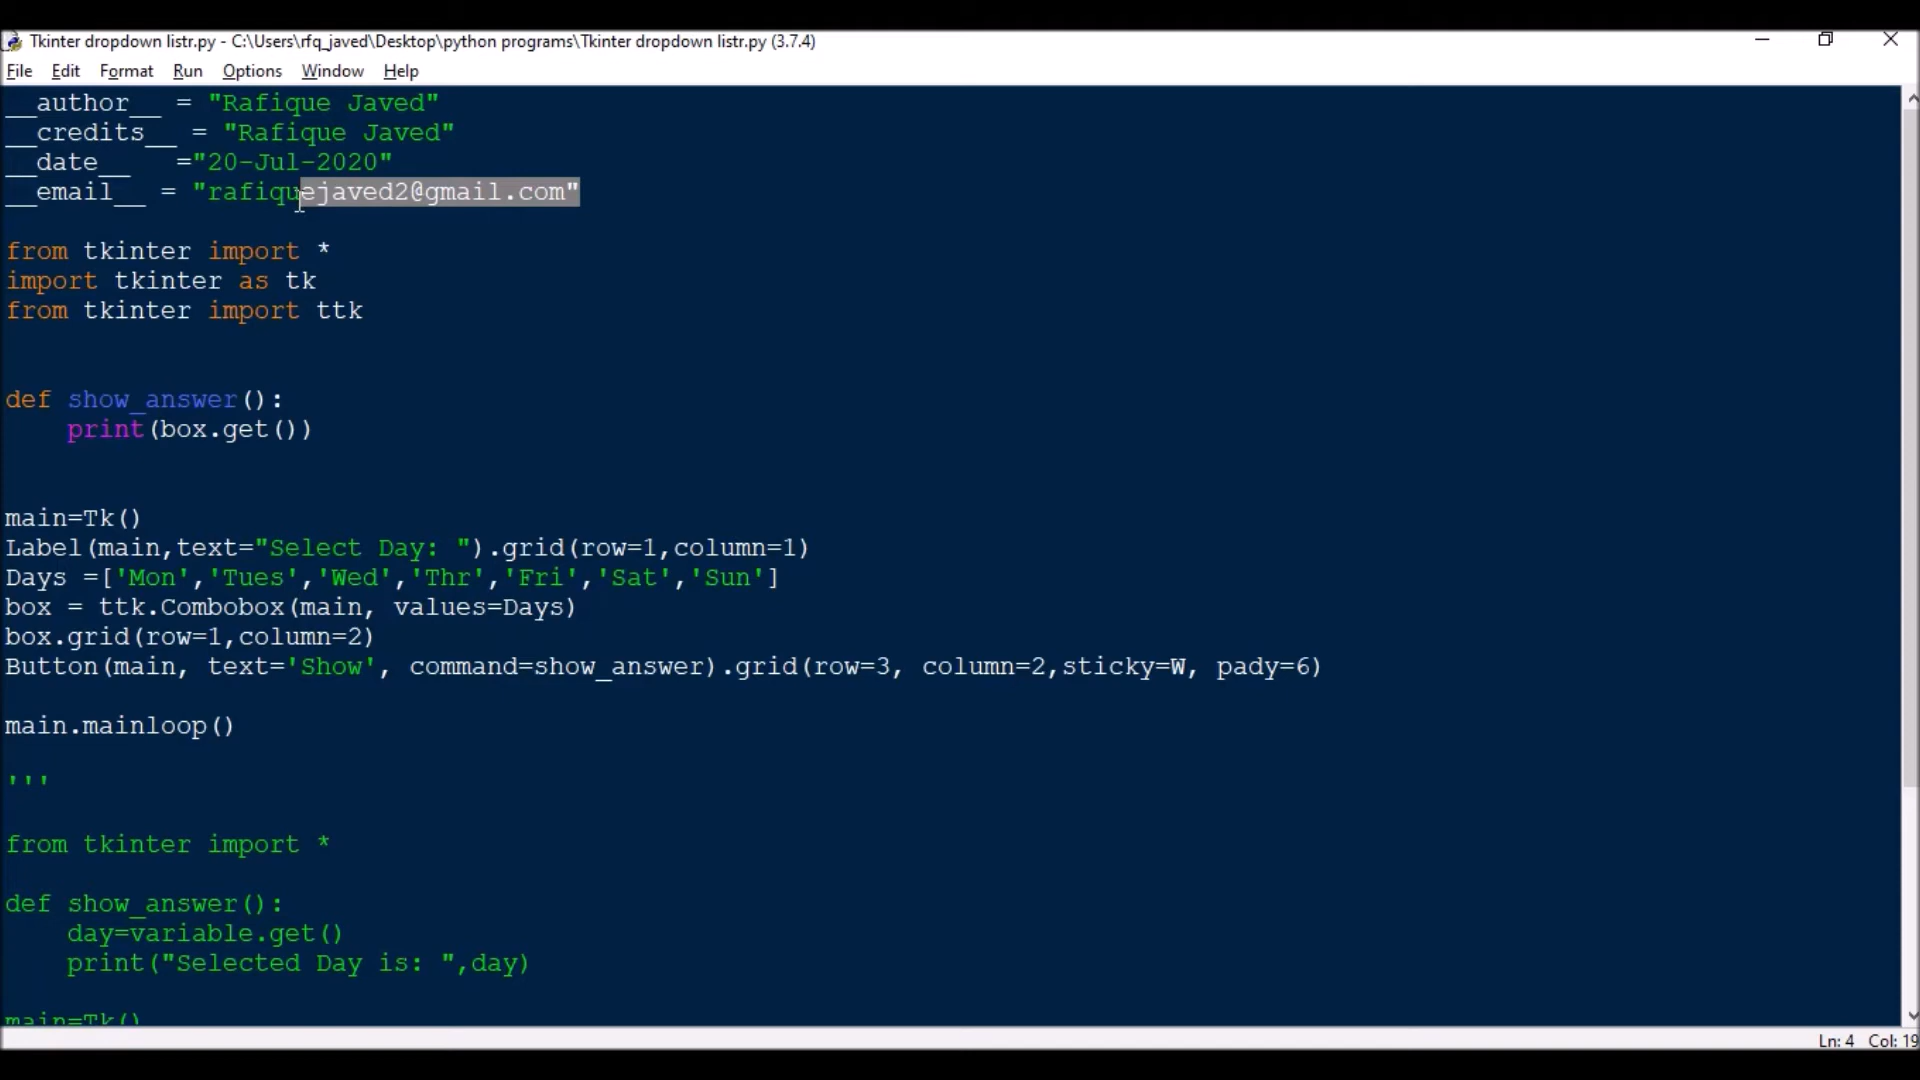 Tkinter dropdown listr.py - C:\Users\rfq_javed\Desktop\python programs\Tkinter dropdown listr.py (3.7.4)
File Edit Format Run Options Window Help
__author__ = "Rafique Javed"
__credits__ = "Rafique Javed"
__date__   ="20-Jul-2020"
__email__ = "rafiquejaved2@gmail.com"
from tkinter import *
import tkinter as tk
from tkinter import ttk
def show_answer():
    print(box.get())
main=Tk()
Label(main,text="Select Day: ").grid(row=1,column=1)
Days =['Mon','Tues','Wed','Thr','Fri','Sat','Sun']
box = ttk.Combobox(main, values=Days)
box.grid(row=1,column=2)
Button(main, text='Show', command=show_answer).grid(row=3, column=2,sticky=W, pady=6)
main.mainloop()
'''
from tkinter import *
def show_answer():
    day=variable.get()
    print("Selected Day is: ",day)
main=Tk()
Ln: 4 Col: 19